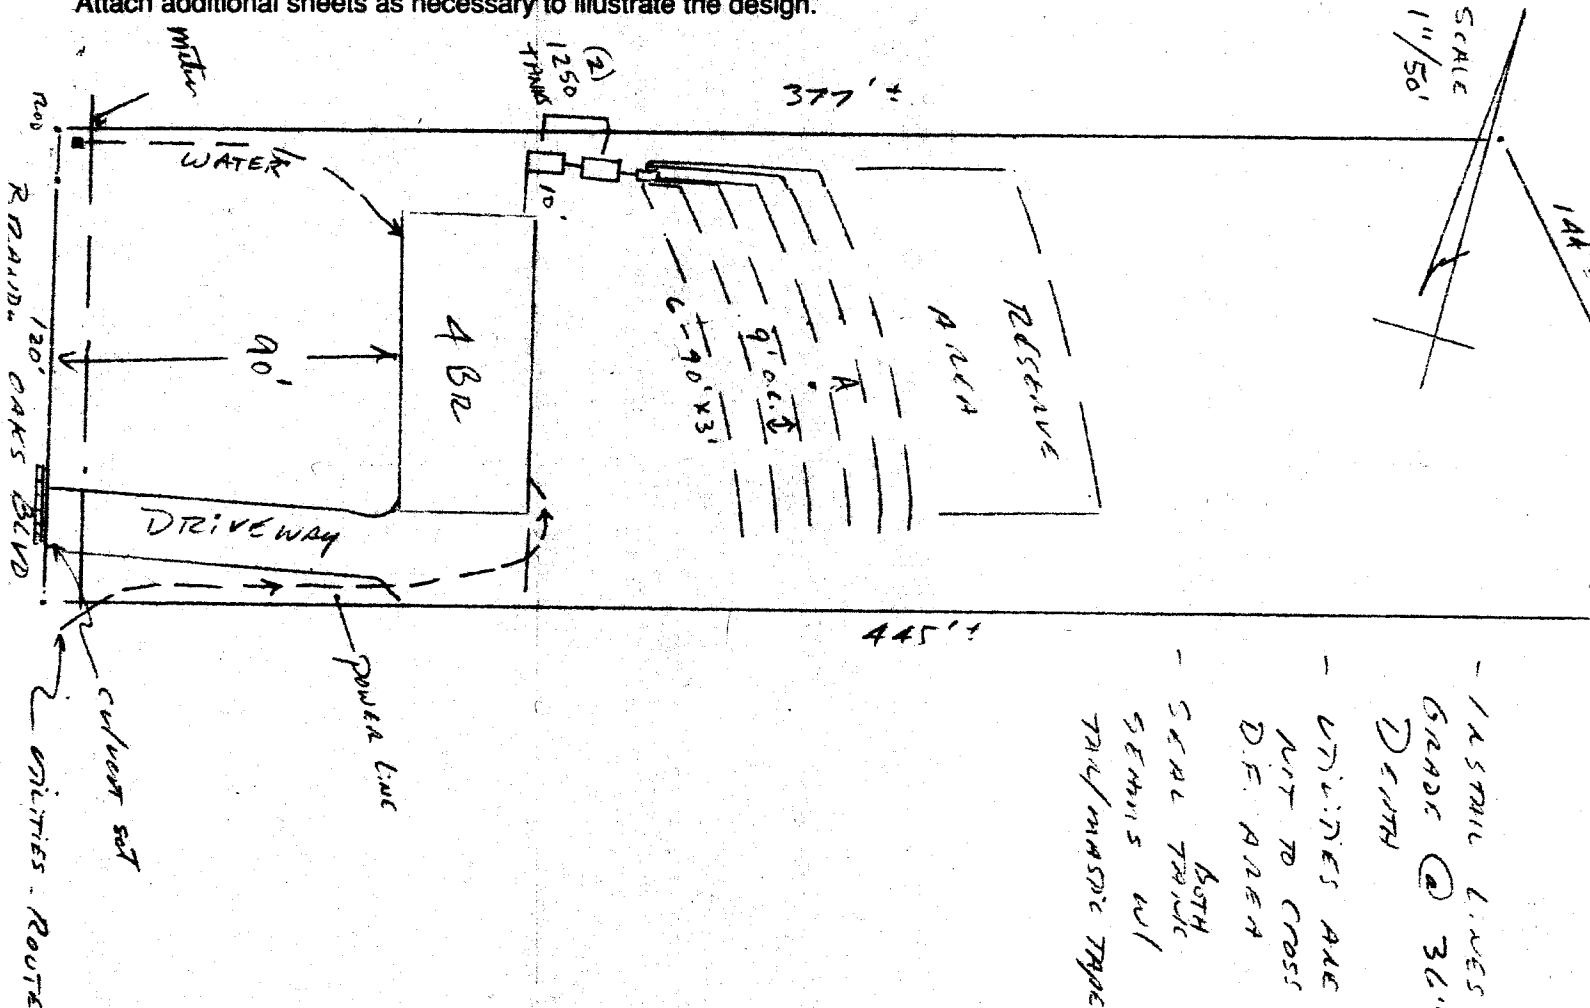 Attach additional sheets as necessary to illustrate the design.
SCALE
1"/50'
377'±
445'±
(2)
1250
TANKS
10'
meter
WATER
90'
4 BR
DRIVEWAY
120'
OAKS BLVD
6 - 90' x 3'
9' o.c.
A
RESERVE
AREA
POWER LINE
culvert set
UTILITIES - ROUTE
- INSTALL LINES
GRADE @ 36"
DEPTH
- UTILITIES ARE
NOT TO CROSS
D.F. AREA
- SEAL BOTH TANK
SEAMS W/
TAR/MASTIC TAPE